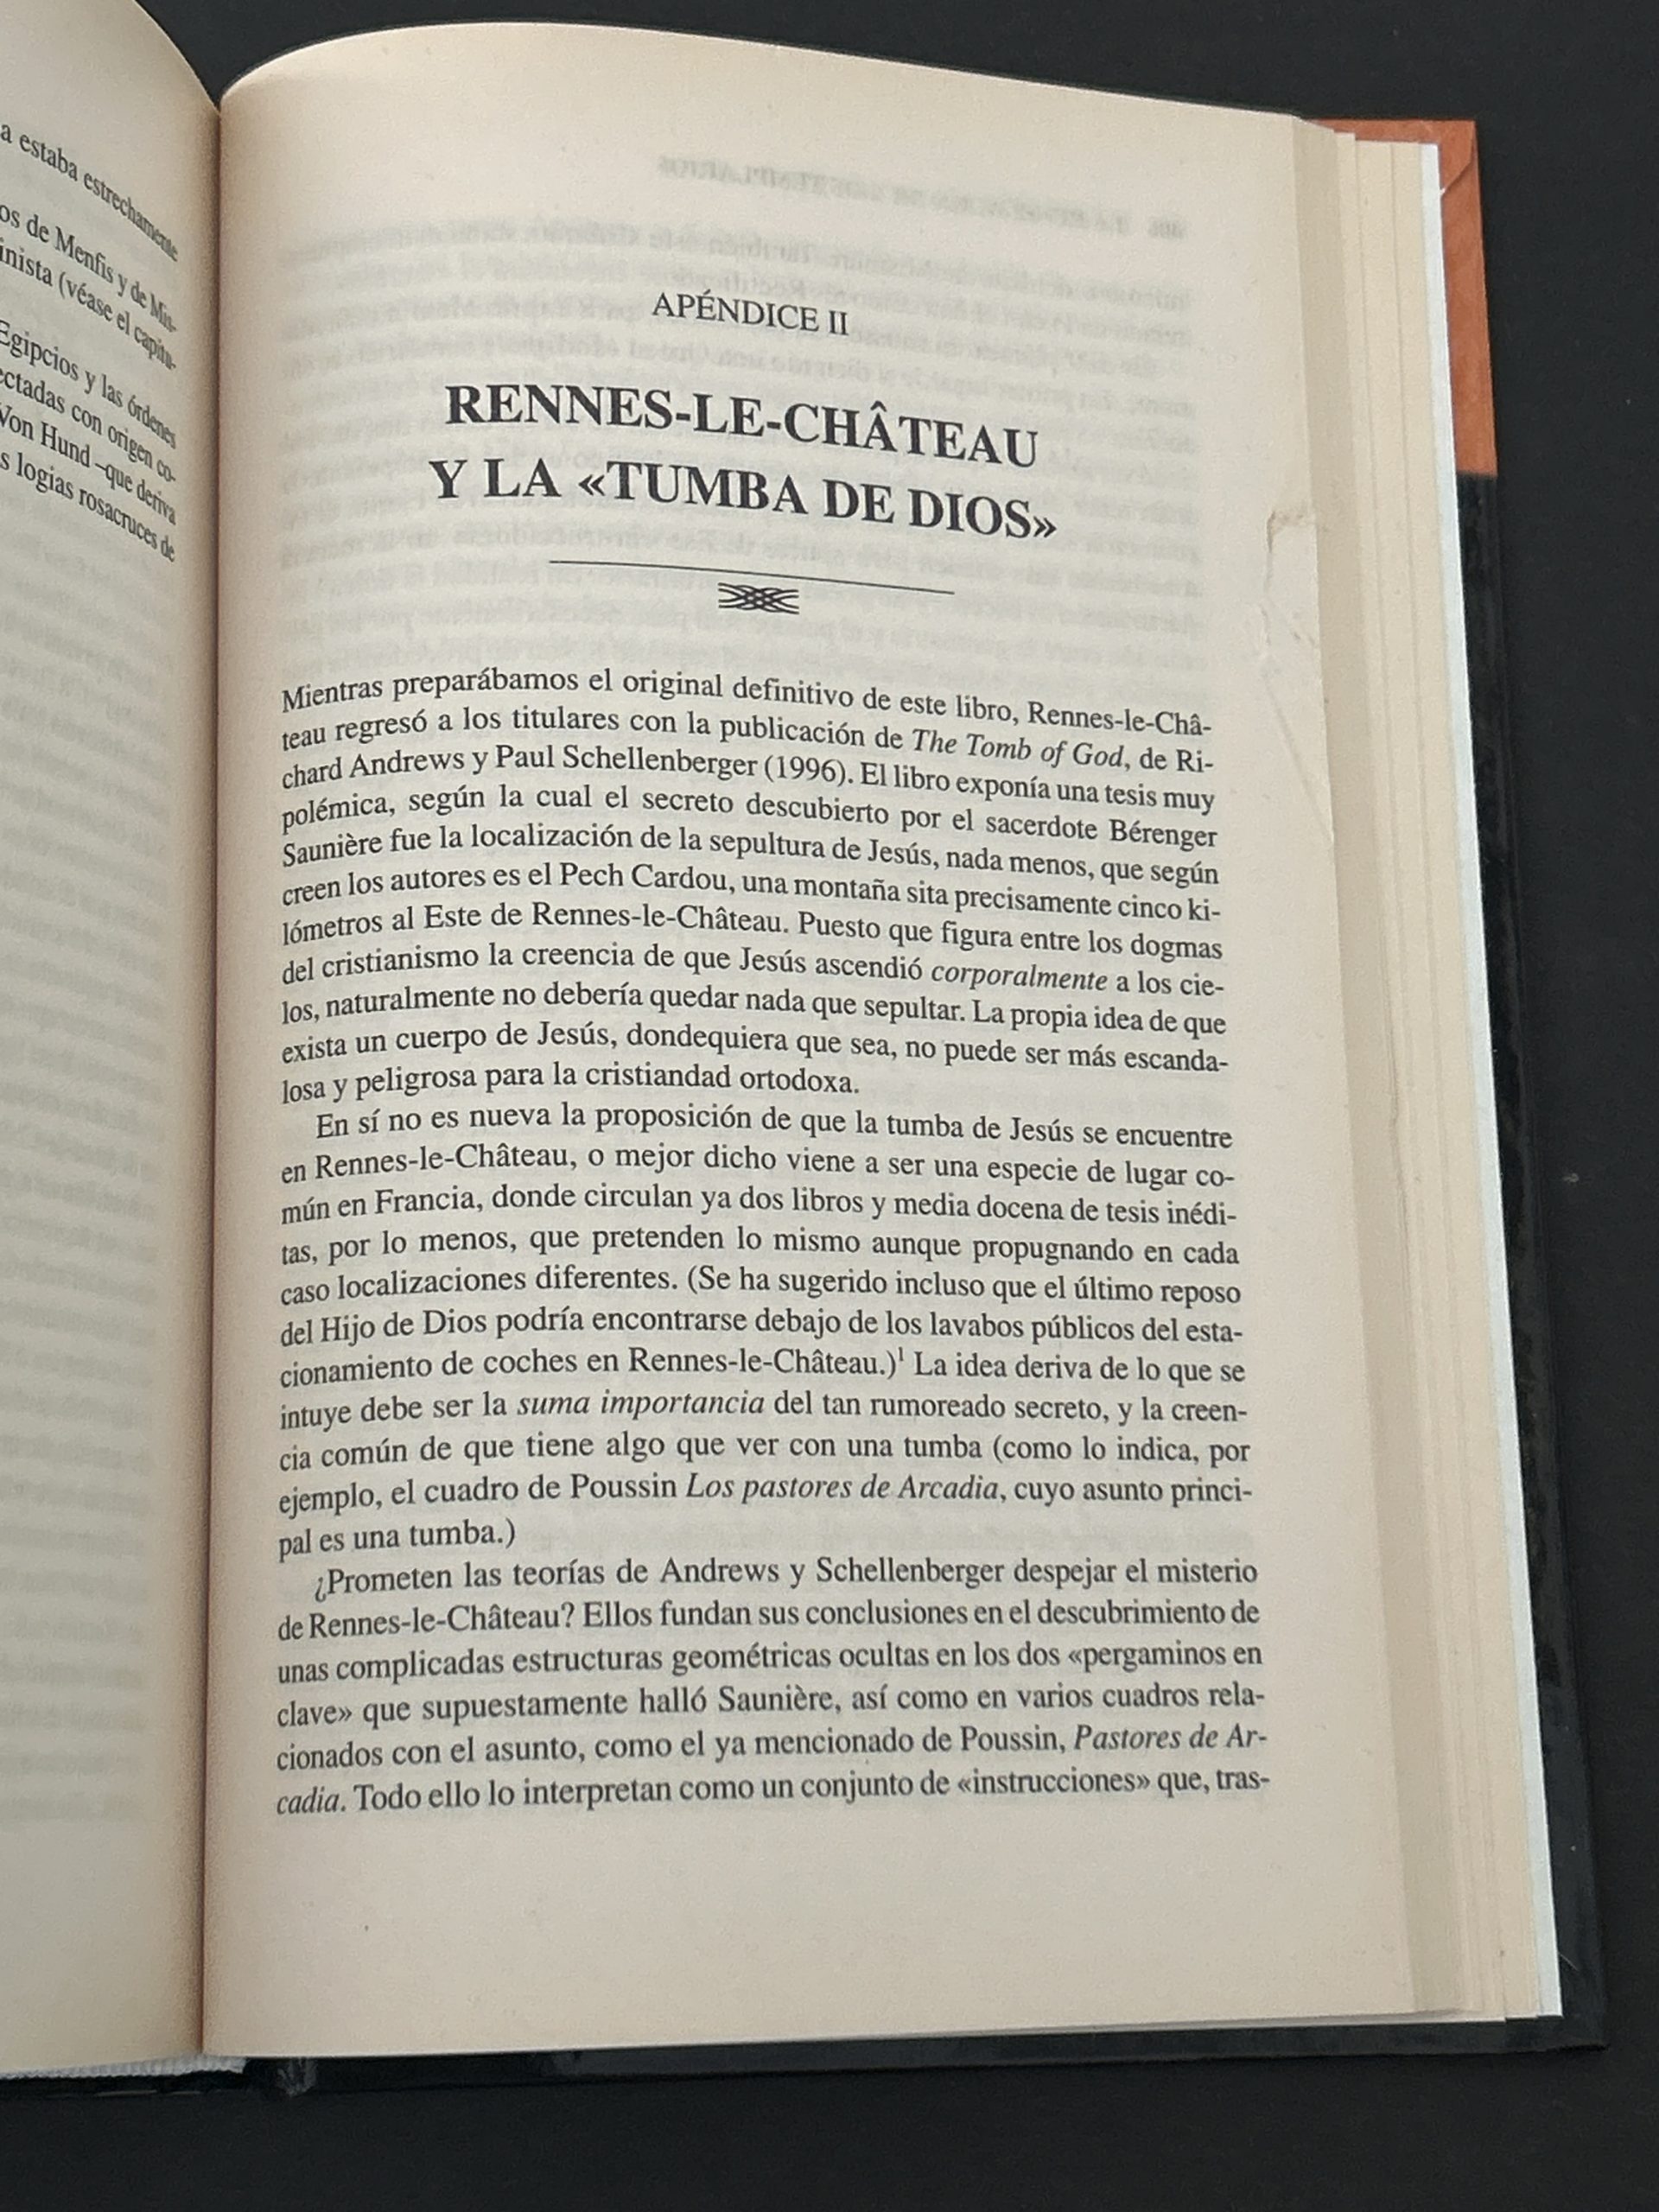 a estaba estrechamente
os de Menfis y de Mis-
inista (véase el capítu-
Egipcios y las órdenes
ectadas con origen co-
Von Hund –que deriva
s logias rosacruces de
APÉNDICE II
RENNES-LE-CHÂTEAU
Y LA «TUMBA DE DIOS»
Mientras preparábamos el original definitivo de este libro, Rennes-le-Châ-
teau regresó a los titulares con la publicación de The Tomb of God, de Ri-
chard Andrews y Paul Schellenberger (1996). El libro exponía una tesis muy
polémica, según la cual el secreto descubierto por el sacerdote Bérenger
Saunière fue la localización de la sepultura de Jesús, nada menos, que según
creen los autores es el Pech Cardou, una montaña sita precisamente cinco ki-
lómetros al Este de Rennes-le-Château. Puesto que figura entre los dogmas
del cristianismo la creencia de que Jesús ascendió corporalmente a los cie-
los, naturalmente no debería quedar nada que sepultar. La propia idea de que
exista un cuerpo de Jesús, dondequiera que sea, no puede ser más escanda-
losa y peligrosa para la cristiandad ortodoxa.
En sí no es nueva la proposición de que la tumba de Jesús se encuentre
en Rennes-le-Château, o mejor dicho viene a ser una especie de lugar co-
mún en Francia, donde circulan ya dos libros y media docena de tesis inédi-
tas, por lo menos, que pretenden lo mismo aunque propugnando en cada
caso localizaciones diferentes. (Se ha sugerido incluso que el último reposo
del Hijo de Dios podría encontrarse debajo de los lavabos públicos del esta-
cionamiento de coches en Rennes-le-Château.)¹ La idea deriva de lo que se
intuye debe ser la suma importancia del tan rumoreado secreto, y la creen-
cia común de que tiene algo que ver con una tumba (como lo indica, por
ejemplo, el cuadro de Poussin Los pastores de Arcadia, cuyo asunto princi-
pal es una tumba.)
¿Prometen las teorías de Andrews y Schellenberger despejar el misterio
de Rennes-le-Château? Ellos fundan sus conclusiones en el descubrimiento de
unas complicadas estructuras geométricas ocultas en los dos «pergaminos en
clave» que supuestamente halló Saunière, así como en varios cuadros rela-
cionados con el asunto, como el ya mencionado de Poussin, Pastores de Ar-
cadia. Todo ello lo interpretan como un conjunto de «instrucciones» que, tras-